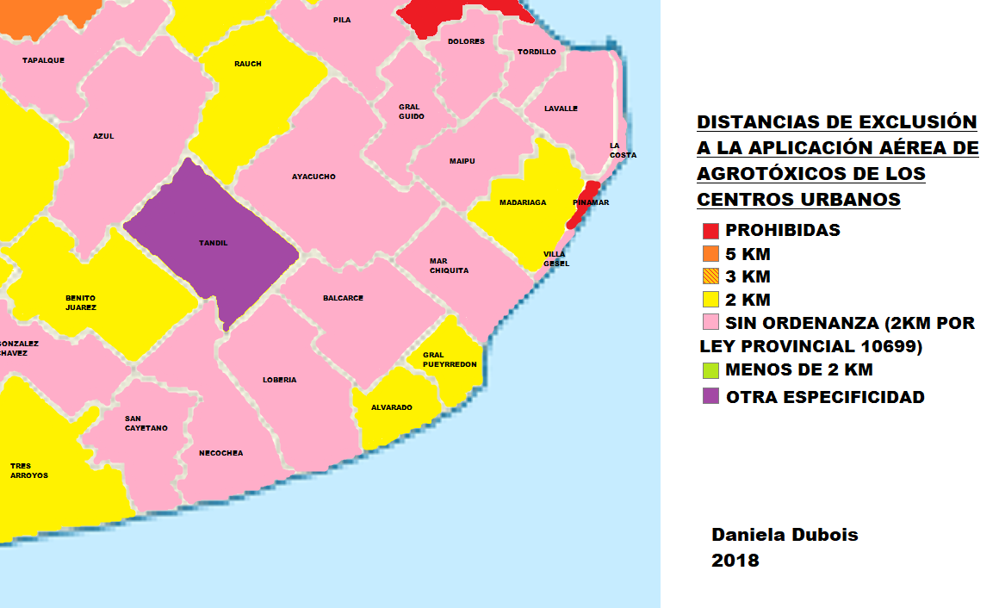 PILA
DOLORES
TORDILLO
TAPALQUE
RAUCH
GRAL
GUIDO
LAVALLE
AZUL
LA
COSTA
MAIPU
AYACUCHO
MADARIAGA
PINAMAR
TANDIL
VILLA
GESEL
MAR
CHIQUITA
BENITO
JUAREZ
BALCARCE
GONZALEZ
CHAVEZ
GRAL
PUEYRREDON
LOBERIA
ALVARADO
SAN
CAYETANO
NECOCHEA
TRES
ARROYOS
DISTANCIAS DE EXCLUSIÓN
A LA APLICACIÓN AÉREA DE
AGROTÓXICOS DE LOS
CENTROS URBANOS
PROHIBIDAS
5 KM
3 KM
2 KM
SIN ORDENANZA (2KM POR
LEY PROVINCIAL 10699)
MENOS DE 2 KM
OTRA ESPECIFICIDAD
Daniela Dubois
2018